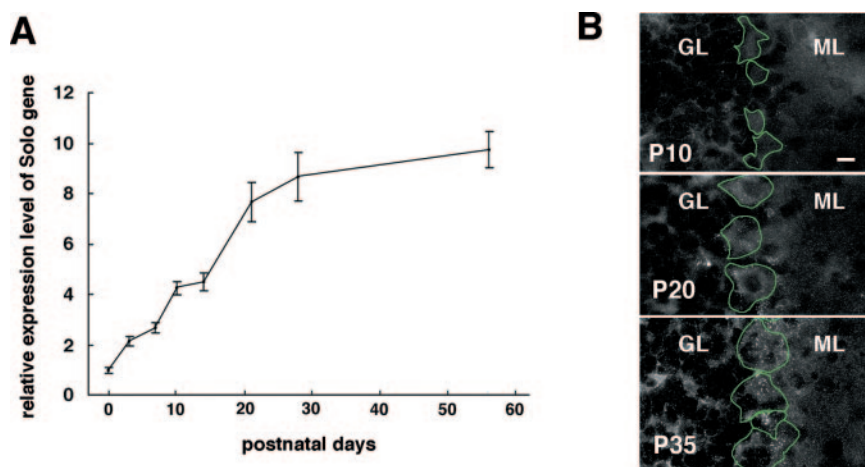 A
relative expression level of Solo gene
12
10
8
6
4
2
0
0 10 20 30 40 50 60
postnatal days
B
GL ML
P10
GL ML
P20
GL ML
P35